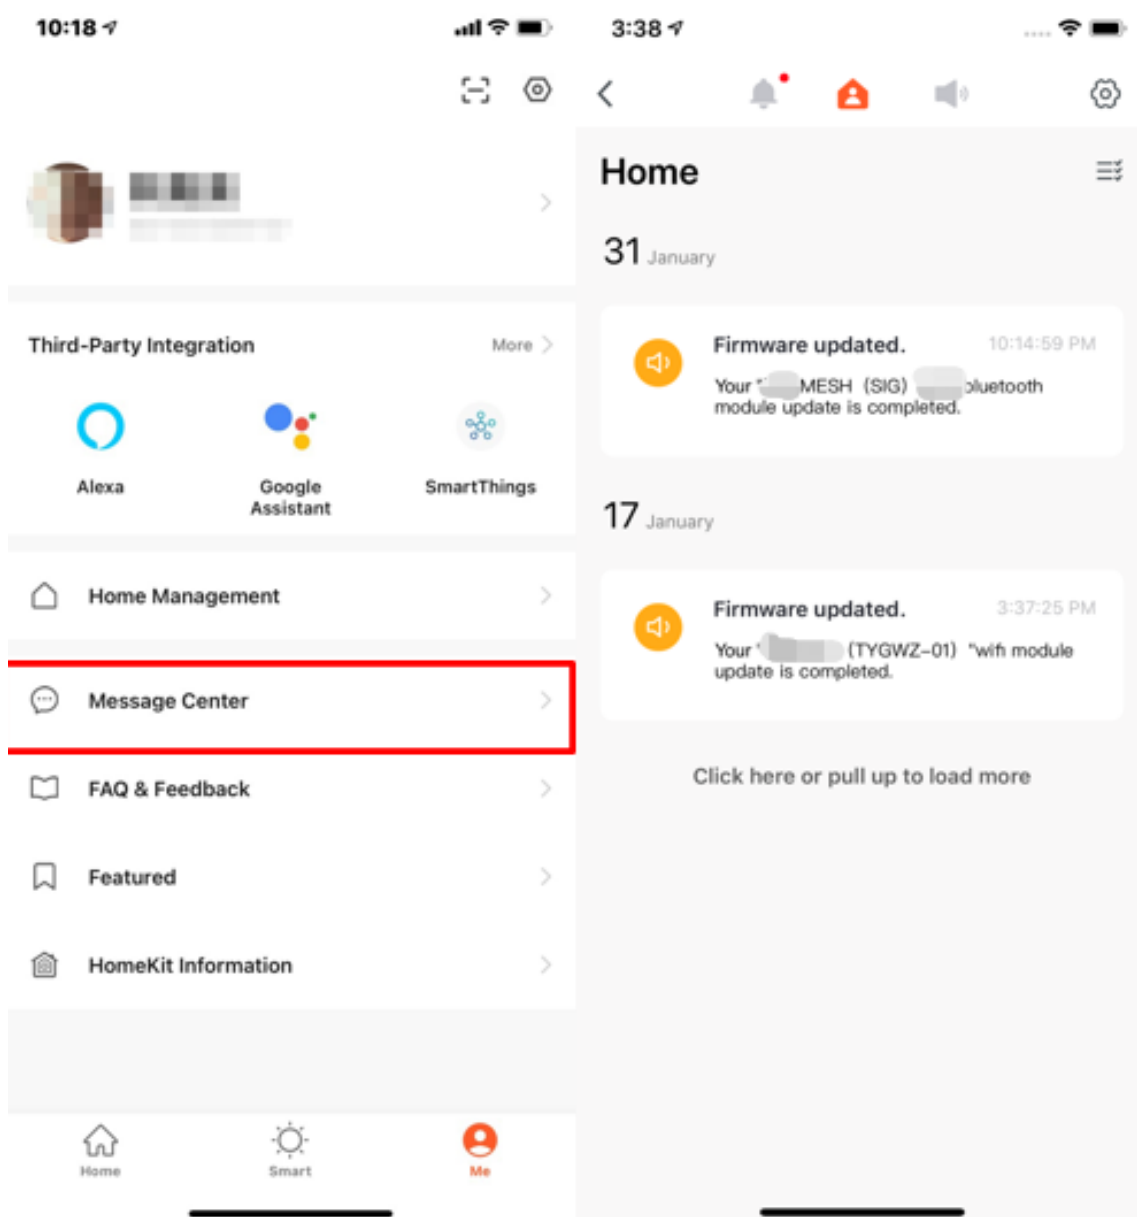 10:18
Third-Party Integration
More
Alexa
Google
Assistant
SmartThings
Home Management
Message Center
FAQ & Feedback
Featured
HomeKit Information
Home
Smart
Me
3:38
Home
31 January
Firmware updated. 10:14:59 PM
Your " MESH (SIG) bluetooth
module update is completed.
17 January
Firmware updated. 3:37:25 PM
Your " (TYGWZ-01) "wifi module
update is completed.
Click here or pull up to load more